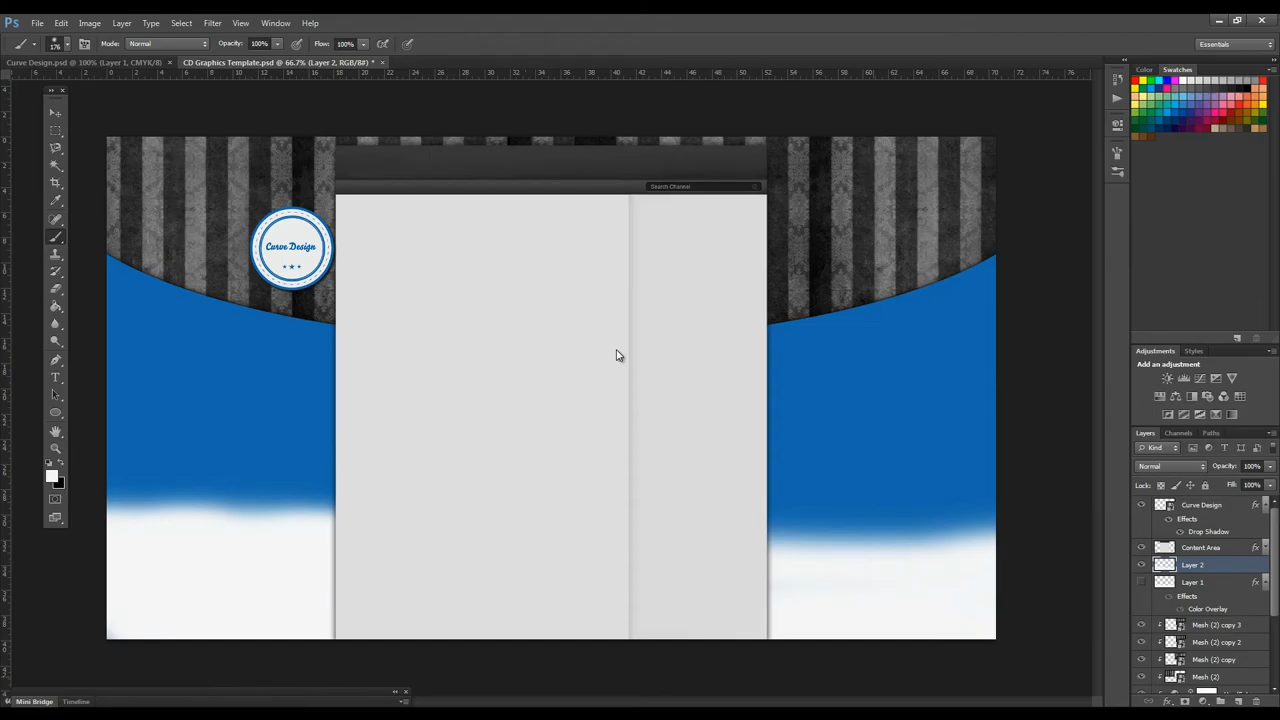 Ps File Edit Image Layer Type Select Filter View Window Help
176 Mode: Normal Opacity: 100% Flow: 100% Essentials
Curve Design.psd @ 100% (Layer 1, CMYK/8) × CD Graphics Template.psd @ 66.7% (Layer 2, RGB/8#) * ×
Color Swatches
Search Channel
Curve Design
Adjustments Styles
Add an adjustment
Layers Channels Paths
Kind
Normal Opacity: 100%
Lock: Fill: 100%
Curve Design fx
Effects
Drop Shadow
Content Area fx
Layer 2
Layer 1 fx
Effects
Color Overlay
Mesh (2) copy 3
Mesh (2) copy 2
Mesh (2) copy
Mesh (2)
Mini Bridge Timeline